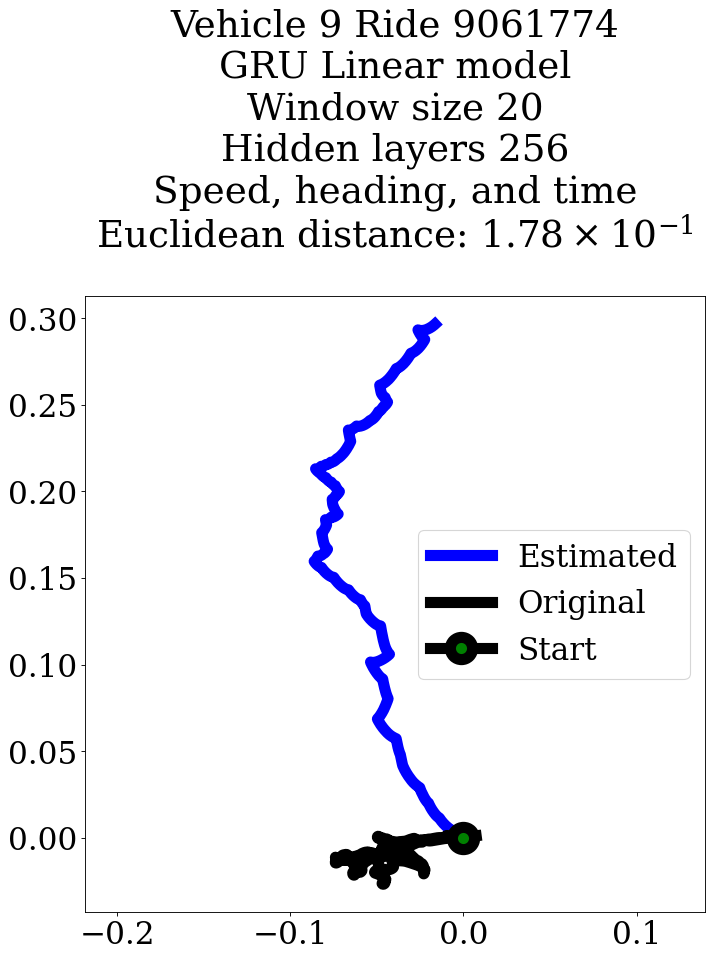 Vehicle 9 Ride 9061774
GRU Linear model
Window size 20
Hidden layers 256
Speed, heading, and time
Euclidean distance: 1.78 × 10⁻¹
0.30
0.25
0.20
0.15
0.10
0.05
0.00
Estimated
Original
Start
−0.2
−0.1
0.0
0.1